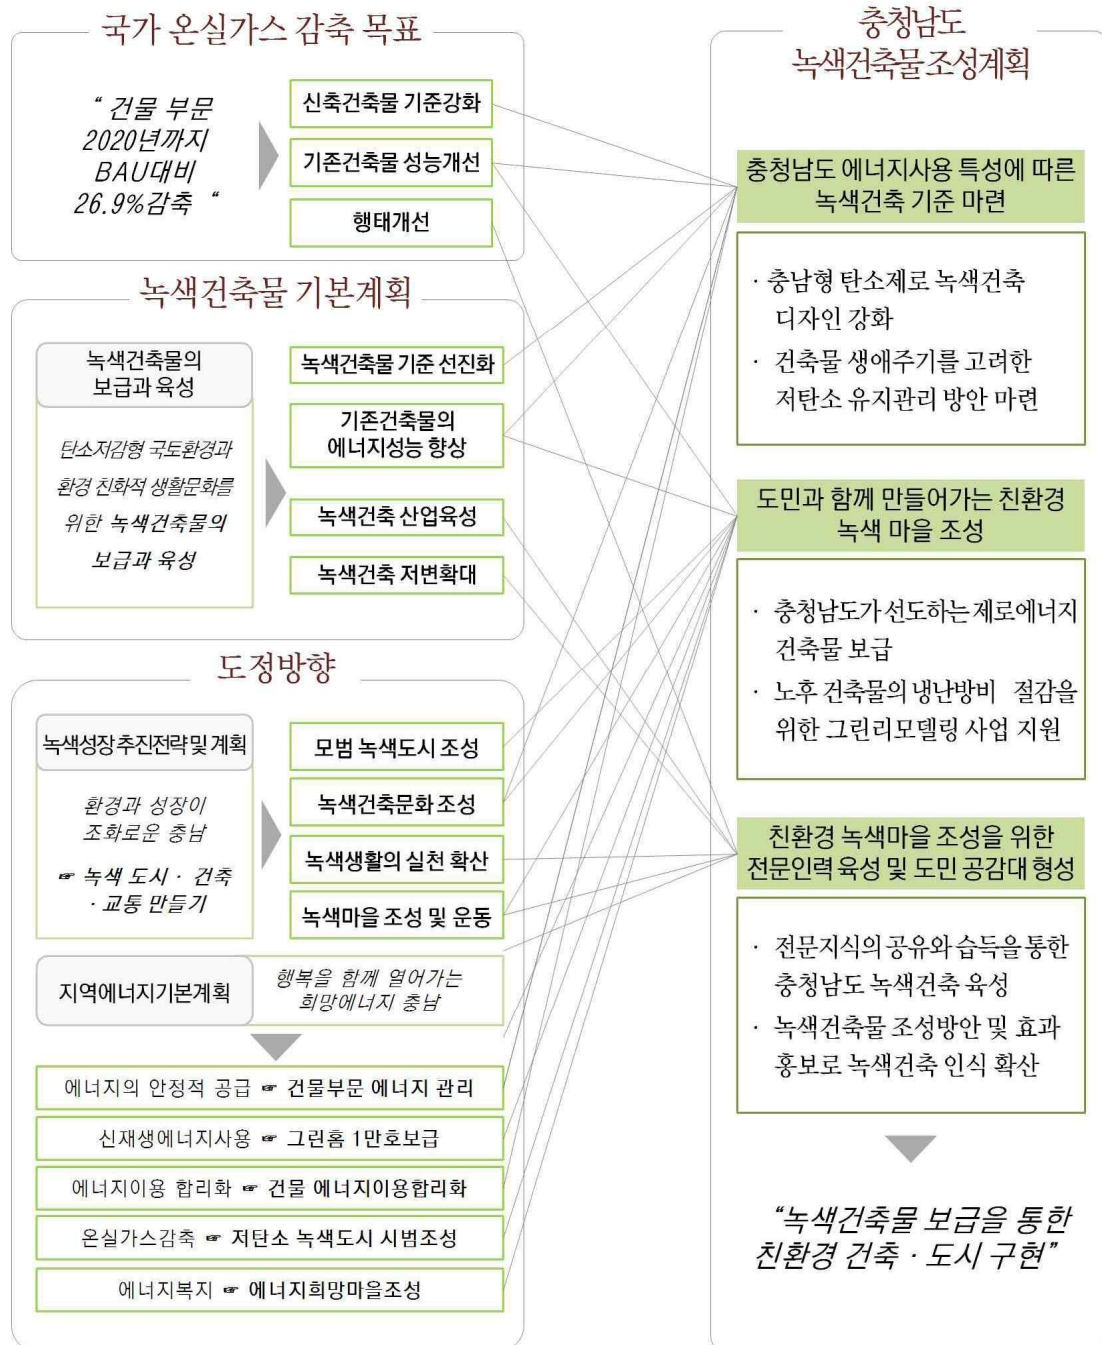 국가 온실가스 감축 목표
“ 건물 부문
2020년까지
BAU대비
26.9%감축 “
신축건축물 기준강화
기존건축물 성능개선
행태개선
녹색건축물 기본계획
녹색건축물의
보급과 육성
탄소저감형 국토환경과
환경 친화적 생활문화를
위한 녹색건축물의
보급과 육성
녹색건축물 기준 선진화
기존건축물의
에너지성능 향상
녹색건축 산업육성
녹색건축 저변확대
도정방향
녹색성장 추진전략 및 계획
환경과 성장이
조화로운 충남
☞ 녹색 도시 · 건축
· 교통 만들기
모범 녹색도시 조성
녹색건축문화 조성
녹색생활의 실천 확산
녹색마을 조성 및 운동
지역에너지기본계획
행복을 함께 열어가는
희망에너지 충남
에너지의 안정적 공급 ☞ 건물부문 에너지 관리
신재생에너지사용 ☞ 그린홈 1만호보급
에너지이용 합리화 ☞ 건물 에너지이용합리화
온실가스감축 ☞ 저탄소 녹색도시 시범조성
에너지복지 ☞ 에너지희망마을조성
충청남도
녹색건축물조성계획
충청남도 에너지사용 특성에 따른
녹색건축 기준 마련
· 충남형 탄소제로 녹색건축
디자인 강화
· 건축물 생애주기를 고려한
저탄소 유지관리 방안 마련
도민과 함께 만들어가는 친환경
녹색 마을 조성
· 충청남도가 선도하는 제로에너지
건축물 보급
· 노후 건축물의 냉난방비 절감을
위한 그린리모델링 사업 지원
친환경 녹색마을 조성을 위한
전문인력 육성 및 도민 공감대 형성
· 전문지식의 공유와 습득을 통한
충청남도 녹색건축 육성
· 녹색건축물 조성방안 및 효과
홍보로 녹색건축 인식 확산
“녹색건축물 보급을 통한
친환경 건축 · 도시 구현”